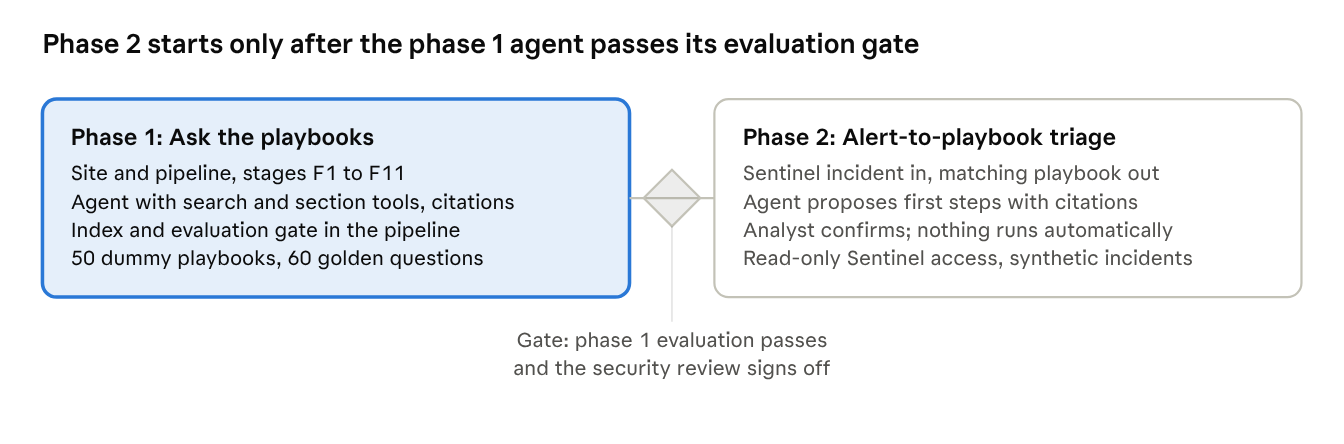 Phase 2 starts only after the phase 1 agent passes its evaluation gate
Phase 1: Ask the playbooks
Site and pipeline, stages F1 to F11
Agent with search and section tools, citations
Index and evaluation gate in the pipeline
50 dummy playbooks, 60 golden questions
Phase 2: Alert-to-playbook triage
Sentinel incident in, matching playbook out
Agent proposes first steps with citations
Analyst confirms; nothing runs automatically
Read-only Sentinel access, synthetic incidents
Gate: phase 1 evaluation passes
and the security review signs off